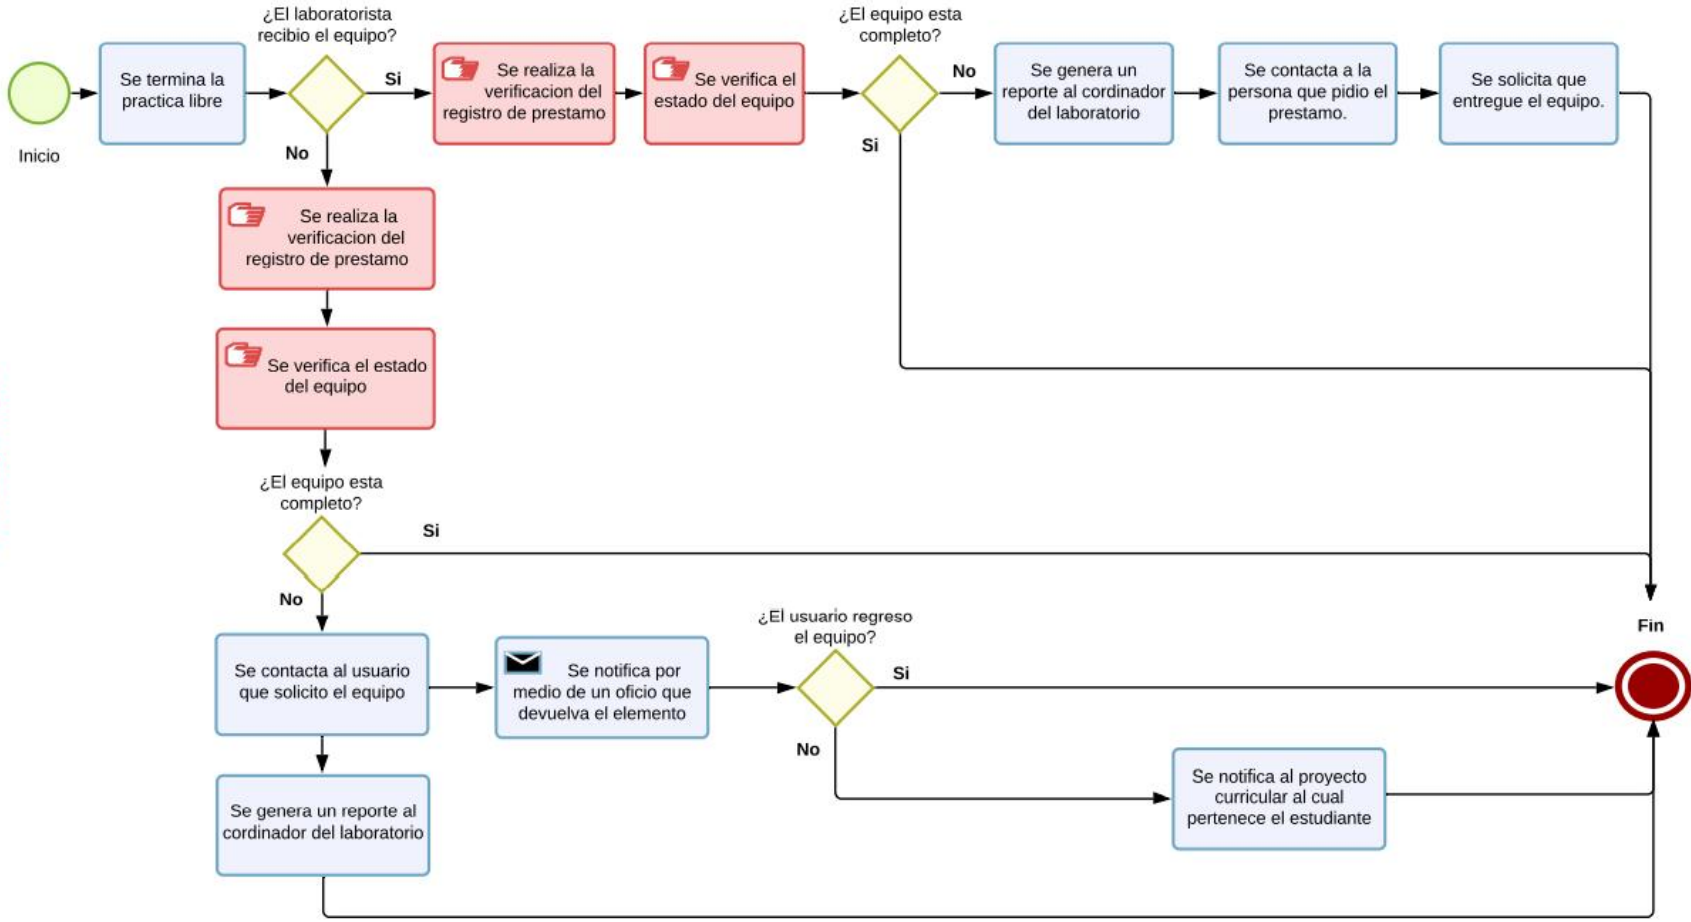 ¿El laboratorista
recibio el equipo?
¿El equipo esta
completo?
Se termina la
practica libre
Si
Se realiza la
verificacion del
registro de prestamo
Se verifica el
estado del equipo
No
Se genera un
reporte al cordinador
del laboratorio
Se contacta a la
persona que pidio el
prestamo.
Se solicita que
entregue el equipo.
Inicio
No
Si
Se realiza la
verificacion del
registro de prestamo
Se verifica el estado
del equipo
¿El equipo esta
completo?
Si
No
Se contacta al usuario
que solicito el equipo
Se notifica por
medio de un oficio que
devuelva el elemento
¿El usuario regreso
el equipo?
Si
Fin
No
Se genera un reporte al
cordinador del laboratorio
Se notifica al proyecto
curricular al cual
pertenece el estudiante